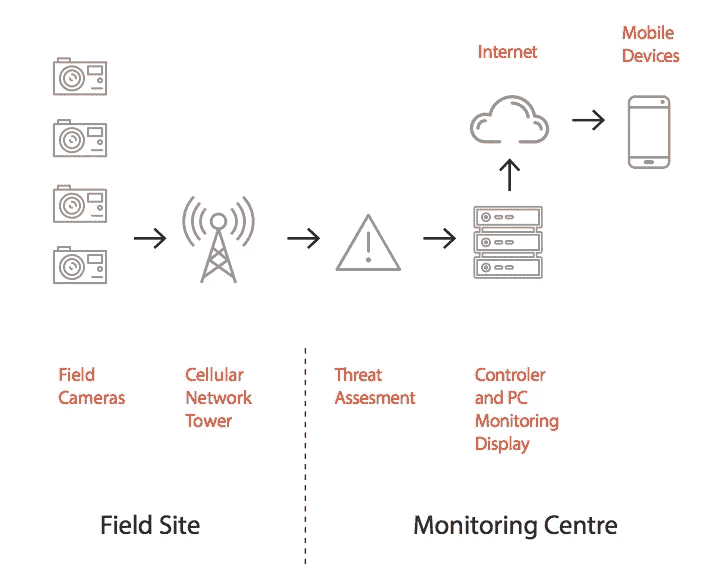 Internet
Mobile
Devices
Field
Cameras
Cellular
Network
Tower
Threat
Assesment
Controler
and PC
Monitoring
Display
Field Site
Monitoring Centre